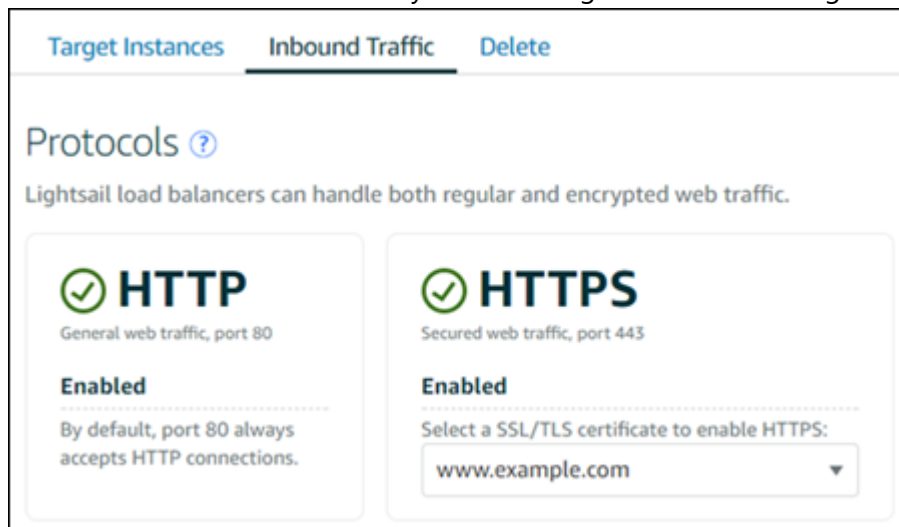 Target Instances Inbound Traffic Delete
Protocols ?
Lightsail load balancers can handle both regular and encrypted web traffic.
HTTP
General web traffic, port 80
Enabled
By default, port 80 always
accepts HTTP connections.
HTTPS
Secured web traffic, port 443
Enabled
Select a SSL/TLS certificate to enable HTTPS:
www.example.com